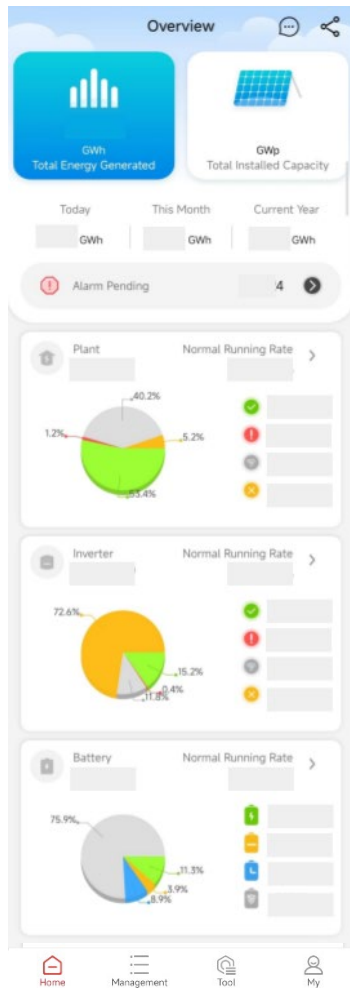 Overview
GWh
Total Energy Generated
GWp
Total Installed Capacity
Today
This Month
Current Year
GWh
GWh
GWh
Alarm Pending
4
Plant
Normal Running Rate
40.2%
1.2%
5.2%
53.4%
Inverter
Normal Running Rate
72.6%
15.2%
0.4%
11.8%
Battery
Normal Running Rate
75.9%
11.3%
3.9%
8.9%
Home
Management
Tool
My